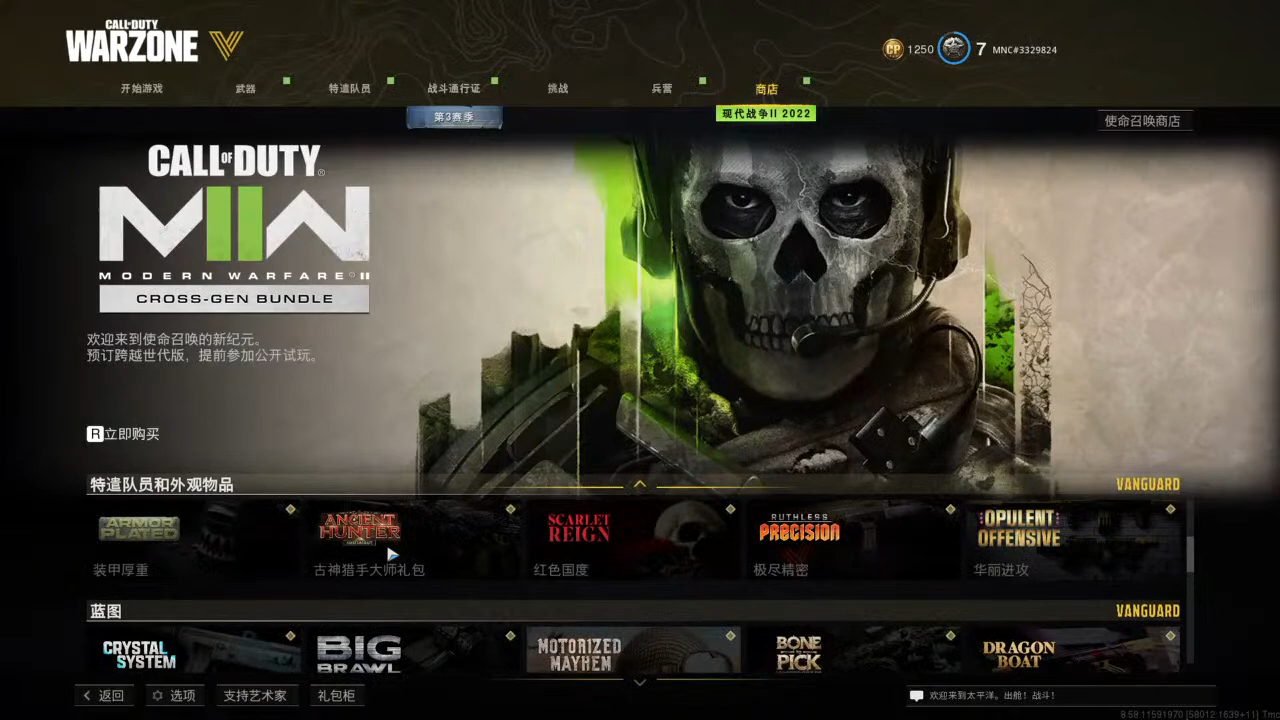 CALL OF DUTY
WARZONE
CP 1250
7 MNC#3329824
开始游戏
武器
特遣队员
战斗通行证
挑战
兵营
商店
第3赛季
现代战争II 2022
使命召唤商店
CALL OF DUTY®
MIIW
MODERN WARFARE® II
CROSS-GEN BUNDLE
欢迎来到使命召唤的新纪元。
预订跨越世代版，提前参加公开试玩。
R 立即购买
特遣队员和外观物品
VANGUARD
ARMOR PLATED
装甲厚重
ANCIENT HUNTER
古神猎手大师礼包
SCARLET REIGN
红色国度
RUTHLESS PRECISION
极尽精密
OPULENT OFFENSIVE
华丽进攻
蓝图
VANGUARD
CRYSTAL SYSTEM
BIG BRAWL
MOTORIZED MAYHEM
BONE PICK
DRAGON BOAT
返回
选项
支持艺术家
礼包柜
欢迎来到太平洋。出舱！战斗！